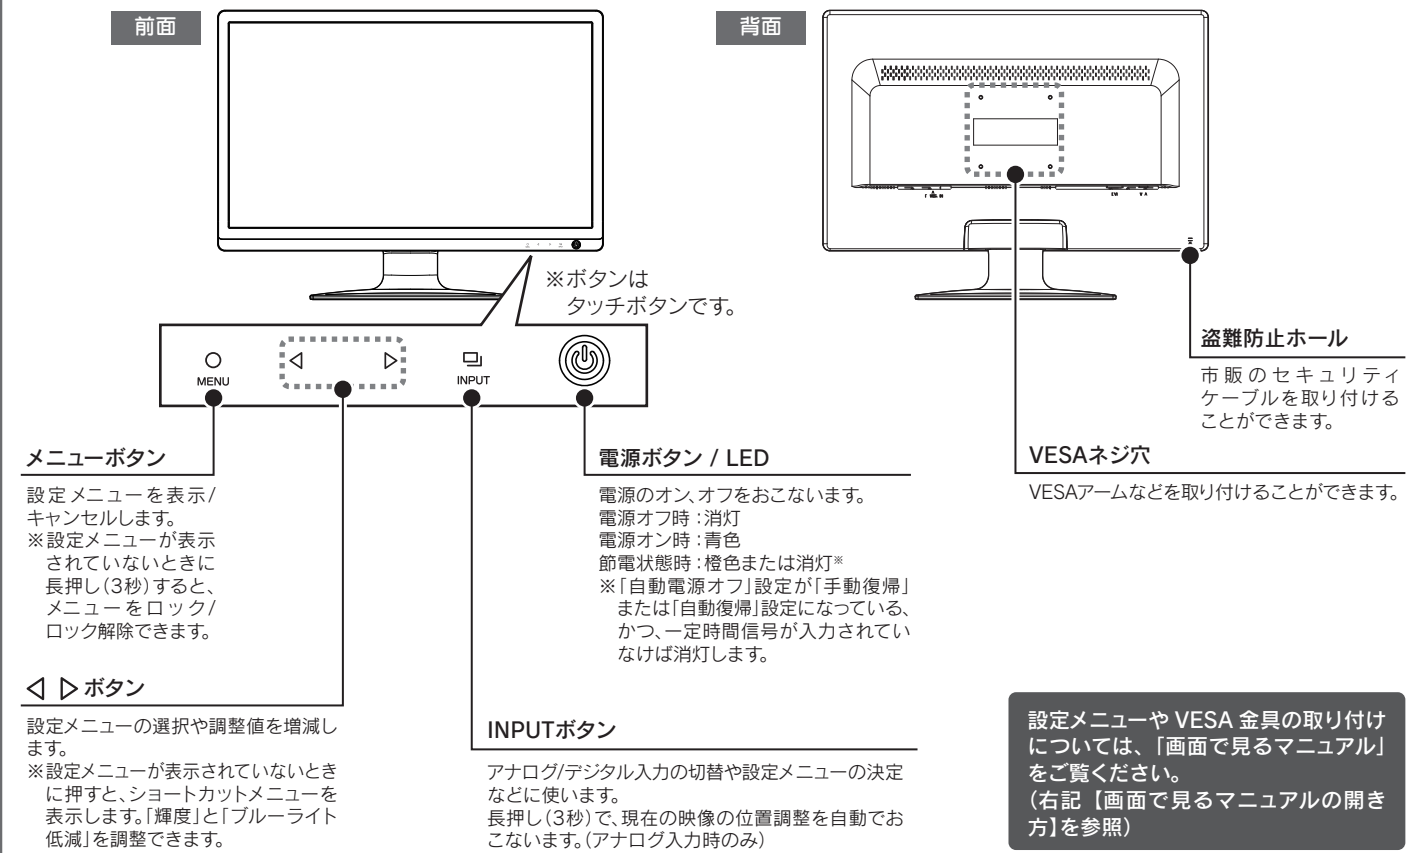 前面
※ボタンは
タッチボタンです。
MENU
INPUT
メニューボタン
設定メニューを表示/
キャンセルします。
※設定メニューが表示
されていないときに
長押し(3秒)すると、
メニューをロック/
ロック解除できます。
◁ ▷ボタン
設定メニューの選択や調整値を増減し
ます。
※設定メニューが表示されていないとき
に押すと、ショートカットメニューを
表示します。「輝度」と「ブルーライト
低減」を調整できます。
INPUTボタン
アナログ/デジタル入力の切替や設定メニューの決定
などに使います。
長押し(3秒)で、現在の映像の位置調整を自動でお
こないます。(アナログ入力時のみ)
電源ボタン / LED
電源のオン、オフをおこないます。
電源オフ時:消灯
電源オン時:青色
節電状態時:橙色または消灯※
※「自動電源オフ」設定が「手動復帰」
または「自動復帰」設定になっている、
かつ、一定時間信号が入力されてい
なけば消灯します。
背面
盗難防止ホール
市販のセキュリティ
ケーブルを取り付ける
ことができます。
VESAネジ穴
VESAアームなどを取り付けることができます。
設定メニューや VESA 金具の取り付け
については、「画面で見るマニュアル」
をご覧ください。
(右記【画面で見るマニュアルの開き
方】を参照)